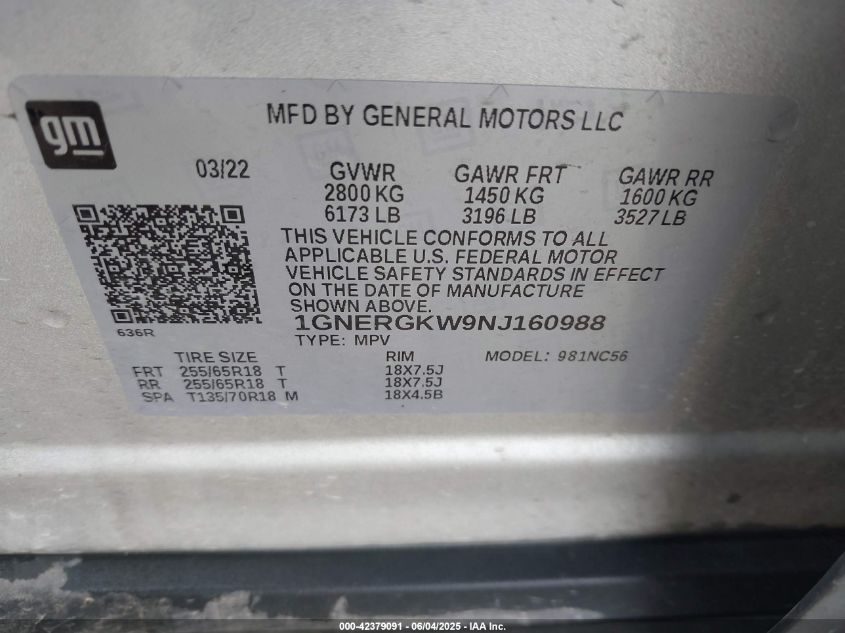 gm
MFD BY GENERAL MOTORS LLC
03/22 GVWR GAWR FRT GAWR RR
2800 KG 1450 KG 1600 KG
6173 LB 3196 LB 3527 LB
THIS VEHICLE CONFORMS TO ALL
APPLICABLE U.S. FEDERAL MOTOR
VEHICLE SAFETY STANDARDS IN EFFECT
ON THE DATE OF MANUFACTURE
SHOWN ABOVE.
636R 1GNERGKW9NJ160988
TYPE: MPV
TIRE SIZE RIM MODEL: 981NC56
FRT 255/65R18 T 18X7.5J
RR 255/65R18 T 18X7.5J
SPA T135/70R18 M 18X4.5B
000-42379091 - 06/04/2025 - IAA Inc.